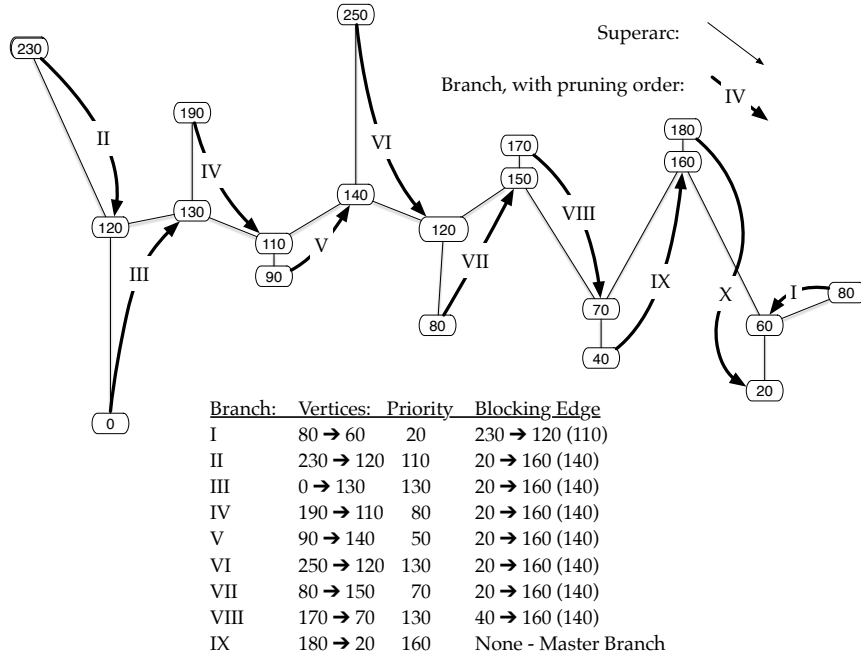 250
230
Superarc:
Branch, with pruning order:
IV
190
II
VI
180
170
160
IV
150
140
130
120
120
110
VIII
V
90
III
VII
IX
X
I
80
70
80
60
40
20
0
Branch: Vertices: Priority Blocking Edge
I 80 ➔ 60 20 230 ➔ 120 (110)
II 230 ➔ 120 110 20 ➔ 160 (140)
III 0 ➔ 130 130 20 ➔ 160 (140)
IV 190 ➔ 110 80 20 ➔ 160 (140)
V 90 ➔ 140 50 20 ➔ 160 (140)
VI 250 ➔ 120 130 20 ➔ 160 (140)
VII 80 ➔ 150 70 20 ➔ 160 (140)
VIII 170 ➔ 70 130 40 ➔ 160 (140)
IX 180 ➔ 20 160 None - Master Branch